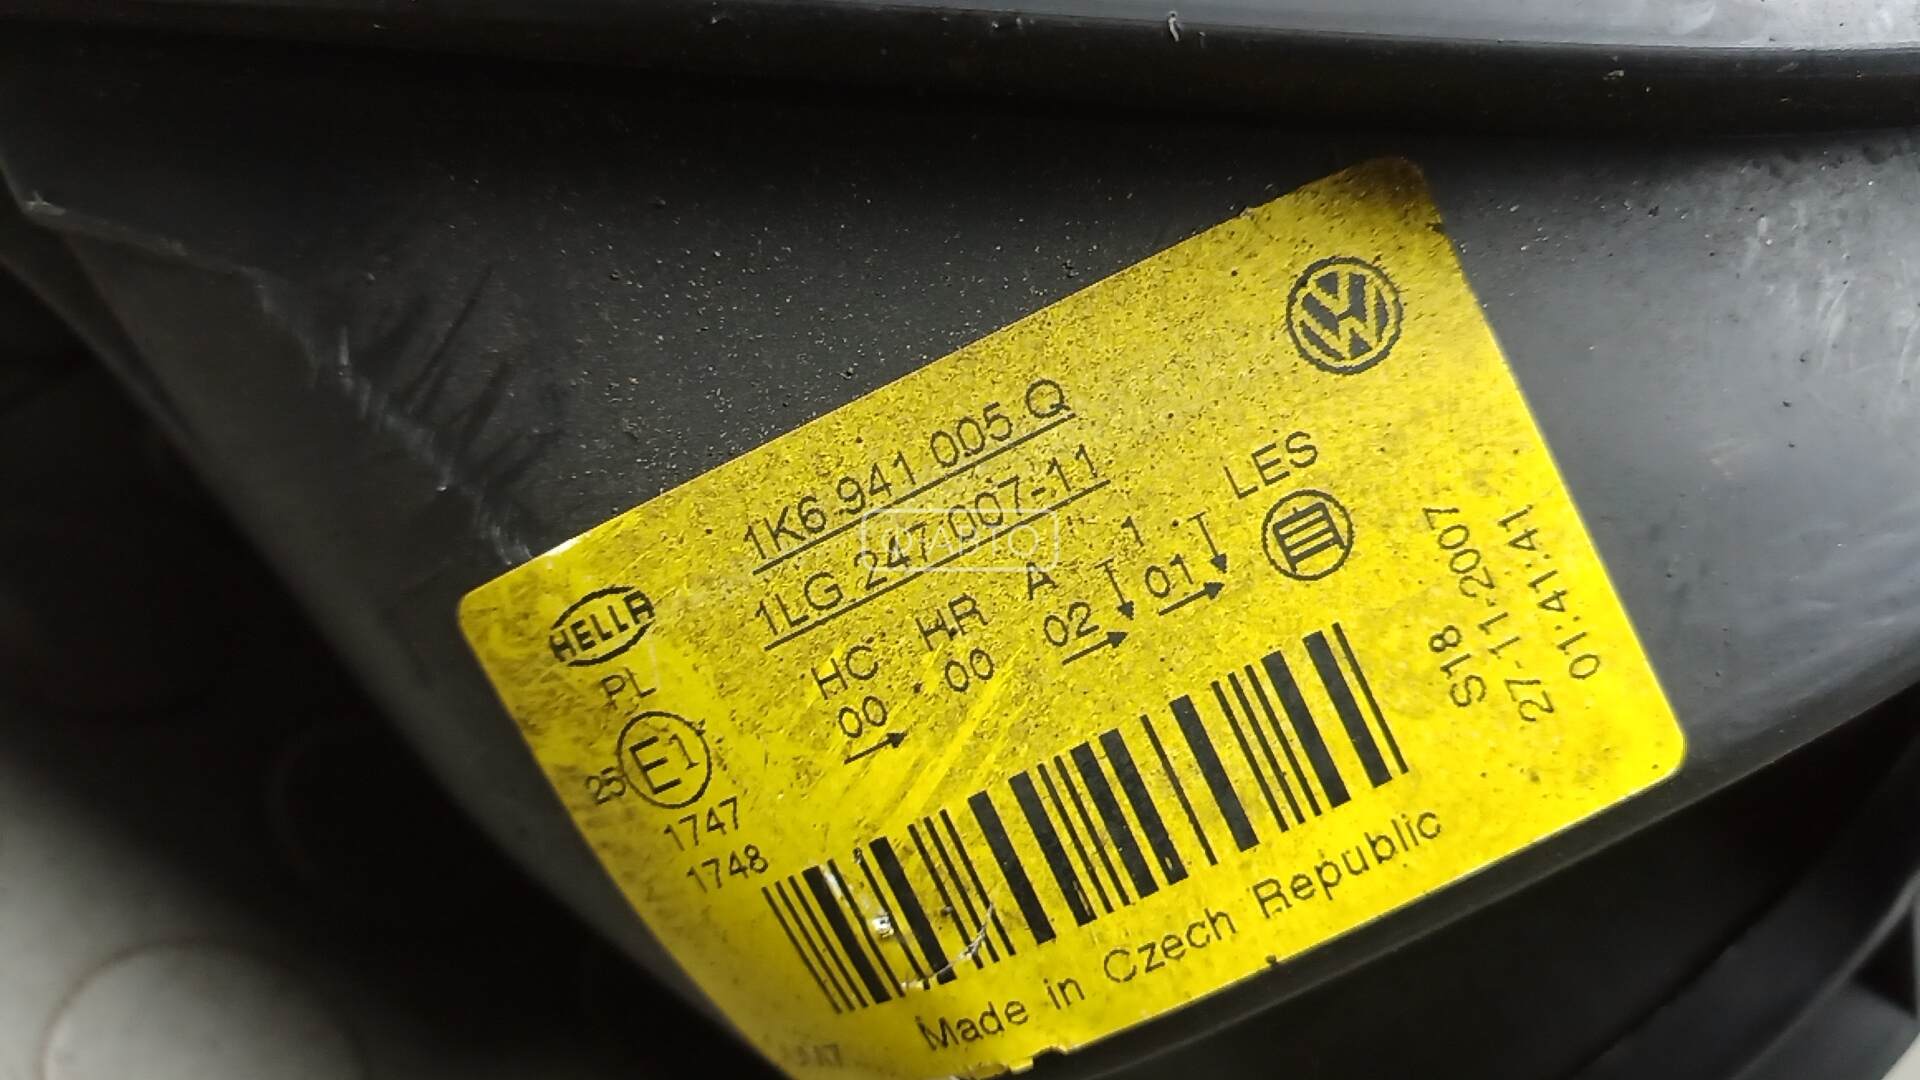 1K6 941 005 Q
1LG 247 007-11
LES
HELLA
PL
HC HR A 1
00 00 02 01
25 E1
1747
1748
S18
27-11-2007
01:41:41
Made in Czech Republic
ФАВТО